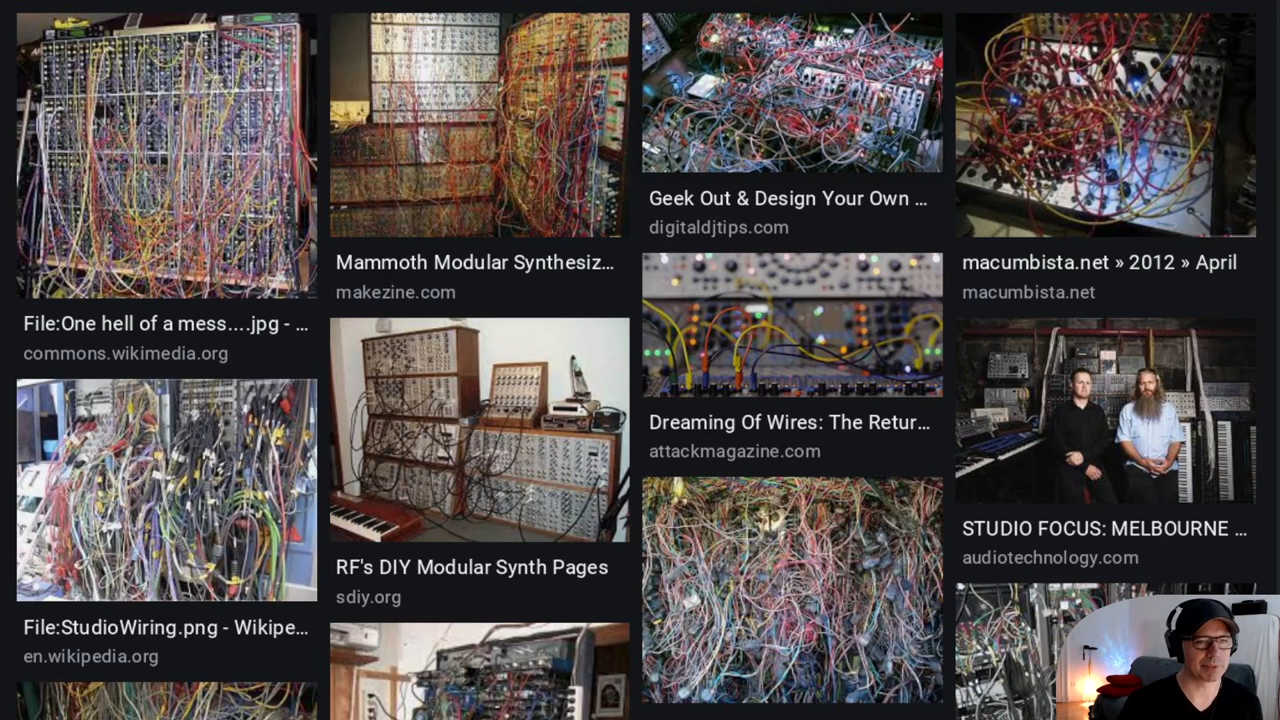 File:One hell of a mess....jpg - ...
commons.wikimedia.org
File:StudioWiring.png - Wikipe...
en.wikipedia.org
Mammoth Modular Synthesiz...
makezine.com
RF's DIY Modular Synth Pages
sdiy.org
Geek Out & Design Your Own ...
digitaldjtips.com
Dreaming Of Wires: The Retur...
attackmagazine.com
macumbista.net » 2012 » April
macumbista.net
STUDIO FOCUS: MELBOURNE ...
audiotechnology.com